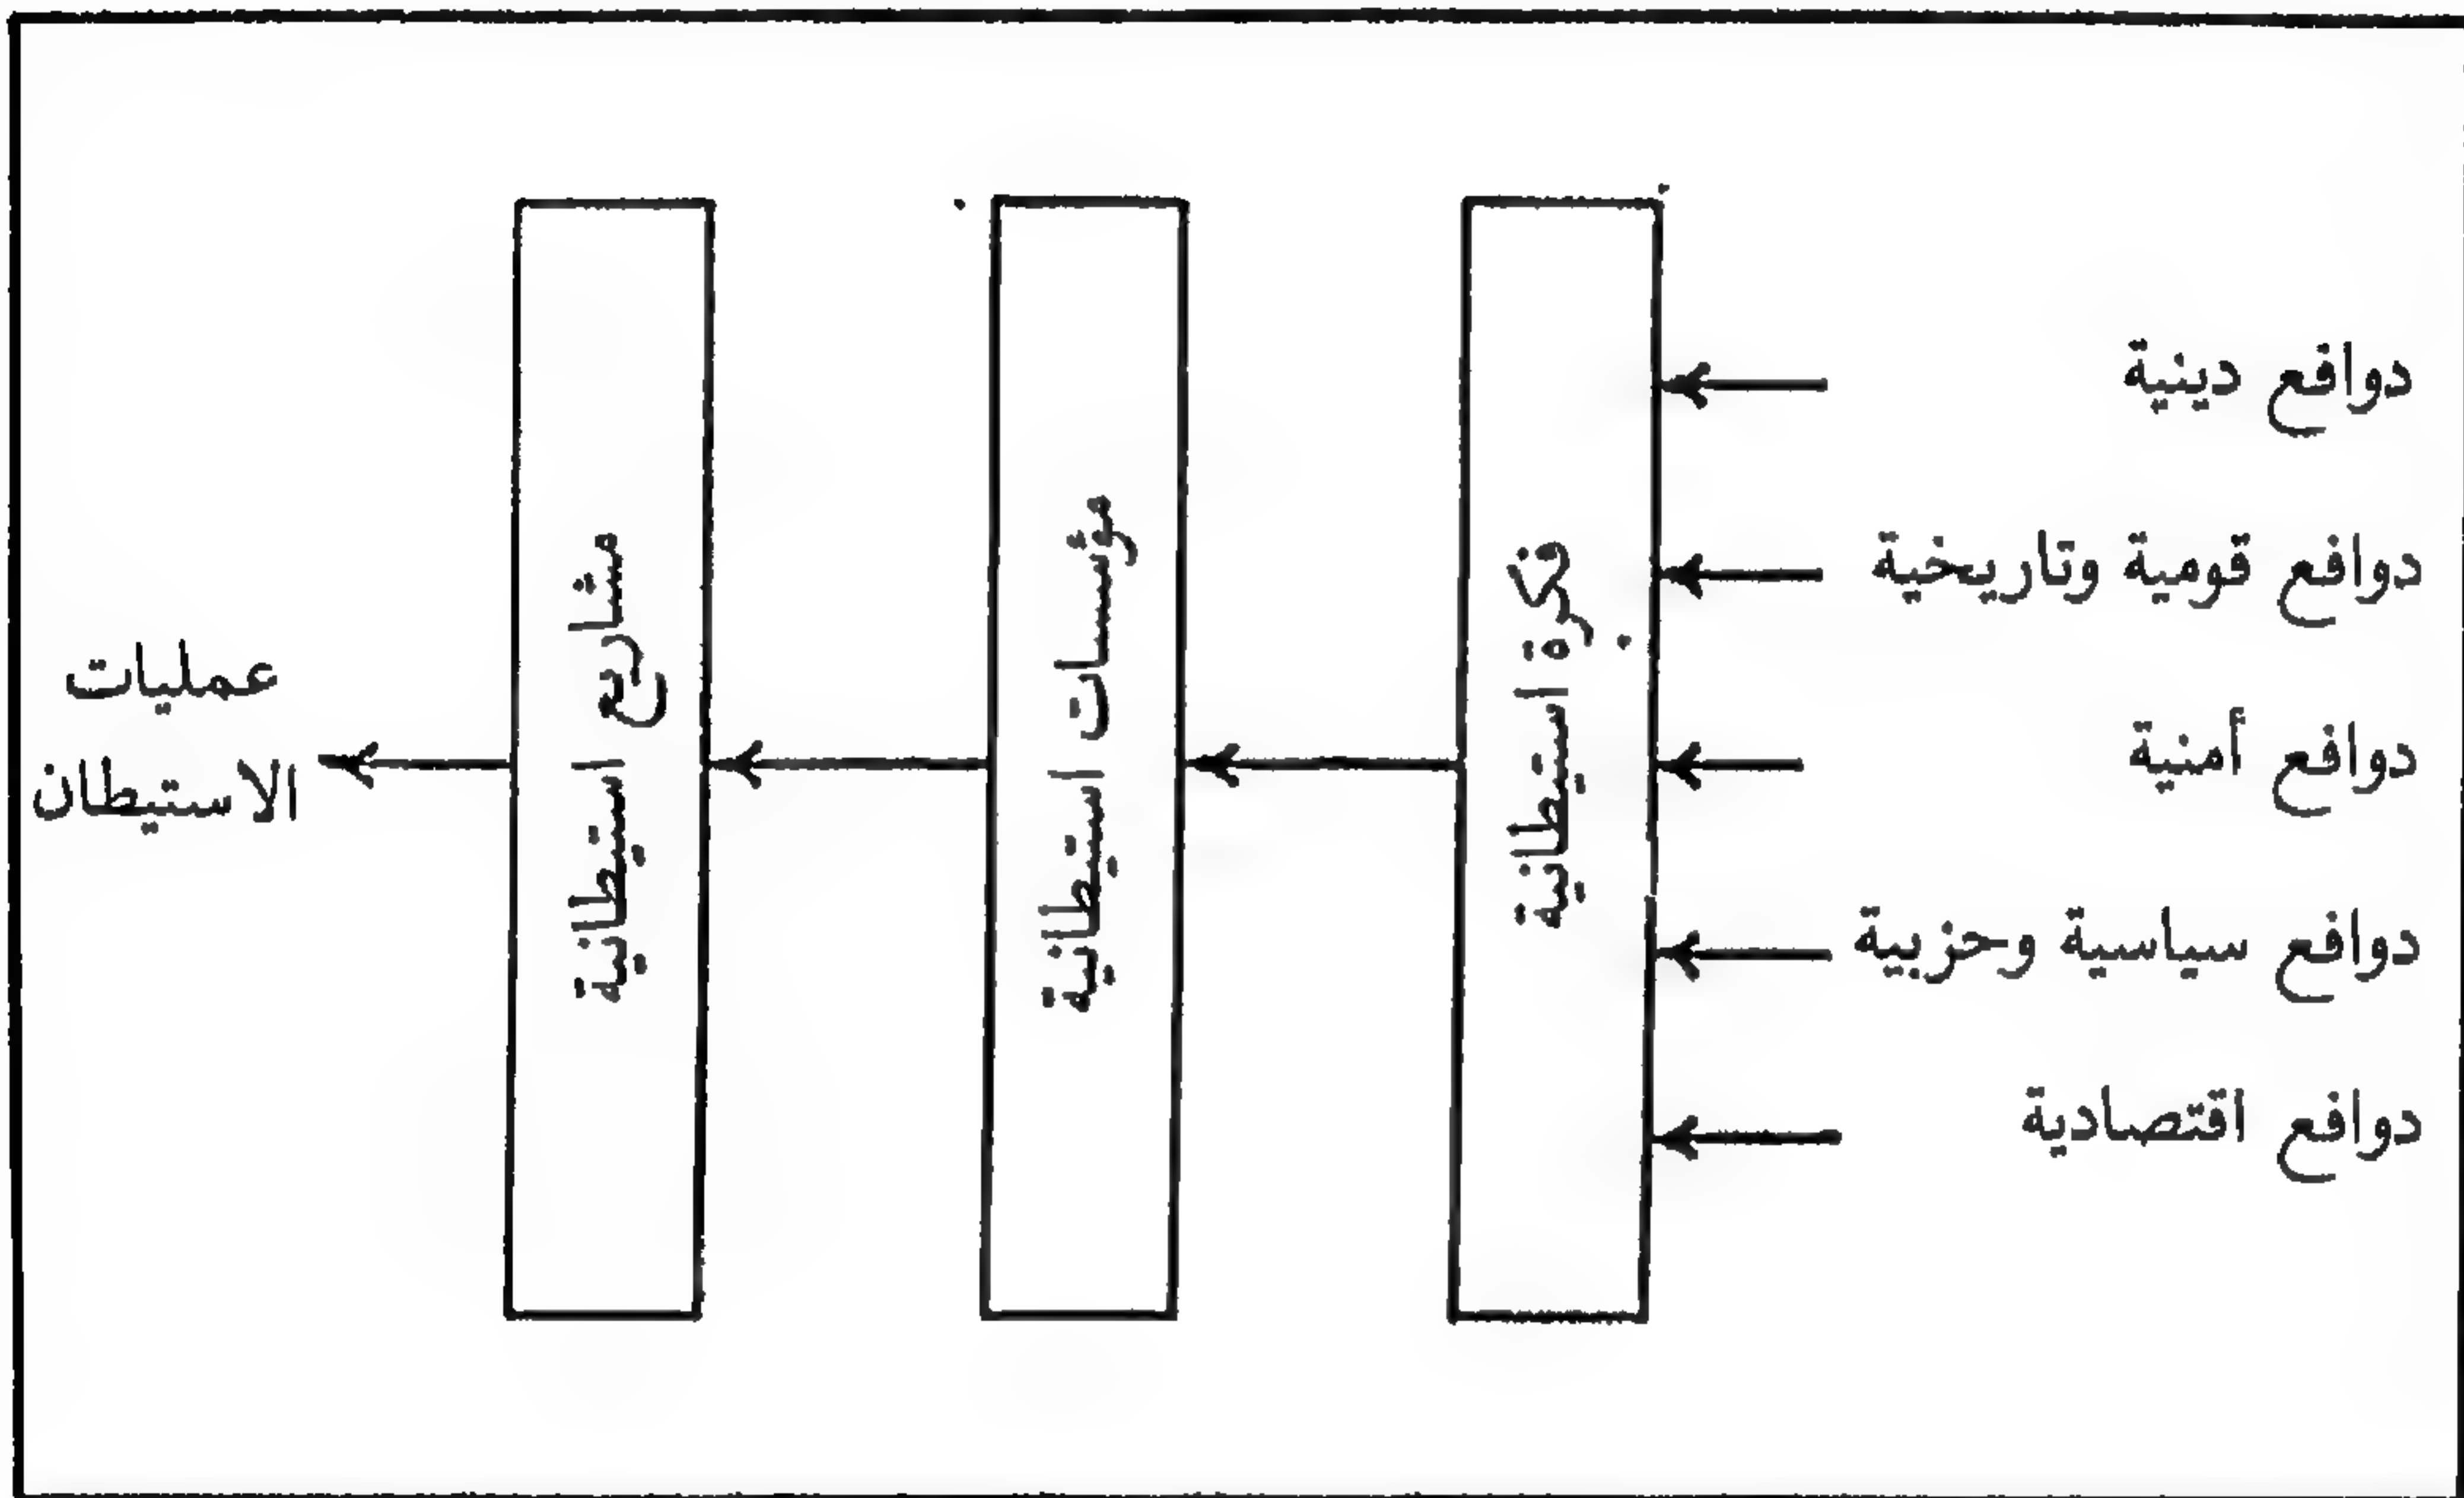 دوافع دينية
دوافع قومية وتاريخية
دوافع أمنية
دوافع سياسية وحزبية
دوافع اقتصادية
فكرة استيطانية
مؤسسات استيطانية
مشاريع استيطانية
عمليات
الاستيطان